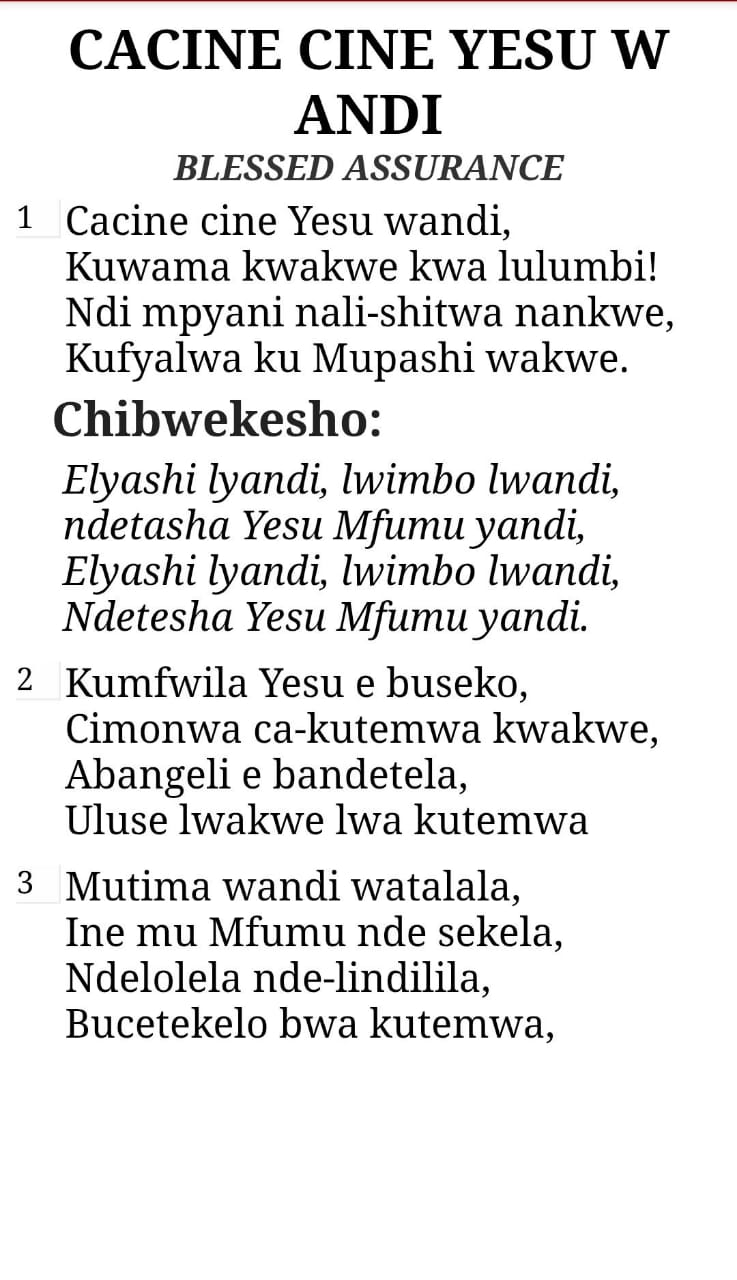 CACINE CINE YESU W
ANDI
BLESSED ASSURANCE
1 Cacine cine Yesu wandi,
Kuwama kwakwe kwa lulumbi!
Ndi mpyani nali-shitwa nankwe,
Kufyalwa ku Mupashi wakwe.
Chibwekesho:
Elyashi lyandi, lwimbo lwandi,
ndetasha Yesu Mfumu yandi,
Elyashi lyandi, lwimbo lwandi,
Ndetesha Yesu Mfumu yandi.
2 Kumfwila Yesu e buseko,
Cimonwa ca-kutemwa kwakwe,
Abangeli e bandetela,
Uluse lwakwe lwa kutemwa
3 Mutima wandi watalala,
Ine mu Mfumu nde sekela,
Ndelolela nde-lindilila,
Bucetekelo bwa kutemwa,